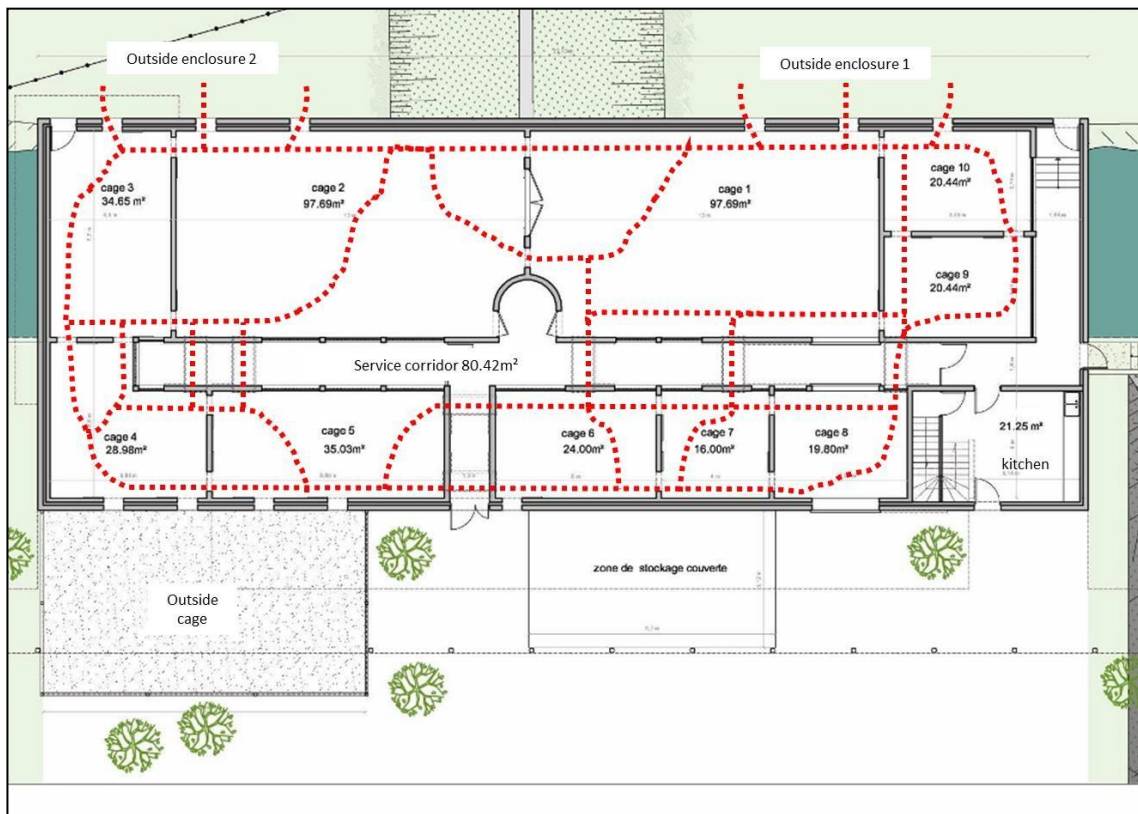 Outside enclosure 2
Outside enclosure 1
cage 3
34.65 m²
cage 2
97.69m²
cage 1
97.69m²
cage 10
20.44m²
cage 9
20.44m²
Service corridor 80.42m²
cage 4
28.98m²
cage 5
35.03m²
cage 6
24.00m²
cage 7
16.00m²
cage 8
19.80m²
21.25 m²
kitchen
Outside
cage
zone de stockage couverte